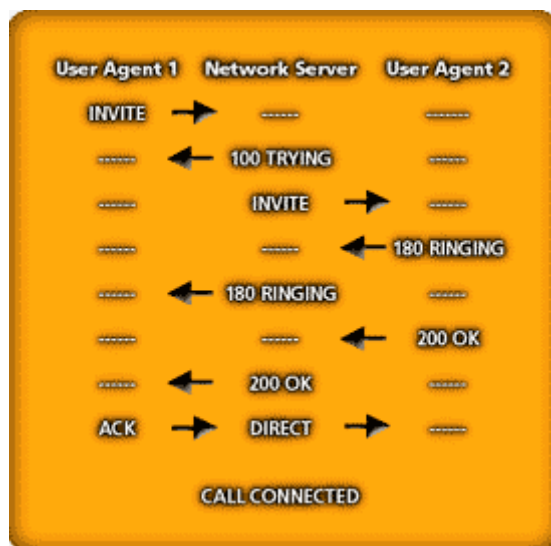 User Agent 1 Network Server User Agent 2
INVITE ------ -------
------ 100 TRYING ------
------ INVITE ------
------ ------ 180 RINGING
------ 180 RINGING ------
------ ------ 200 OK
------ 200 OK ------
ACK DIRECT ------
CALL CONNECTED